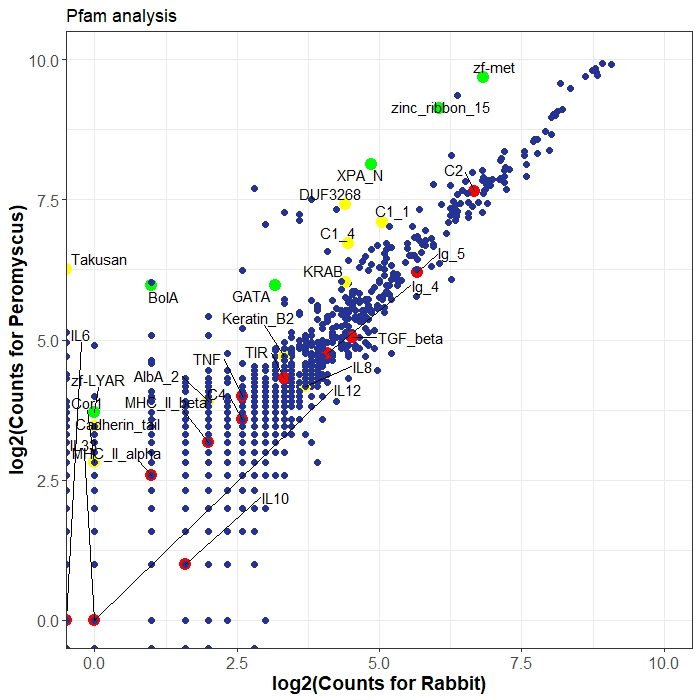 Pfam analysis
10.0
zf-met
zinc_ribbon_15
XPA_N
C2
7.5
DUF3268
C1_1
C1_4
Ig_5
Takusan
KRAB
Ig_4
BolA
GATA
Keratin_B2
5.0
IL6
TGF_beta
TNF
TIR
IL8
zf-LYAR
AlbA_2
C4
IL12
MHC_II_beta
Cadherin_tail
MHC_II_alpha
2.5
IL10
0.0
0.0
2.5
5.0
7.5
10.0
log2(Counts for Rabbit)
log2(Counts for Peromyscus)